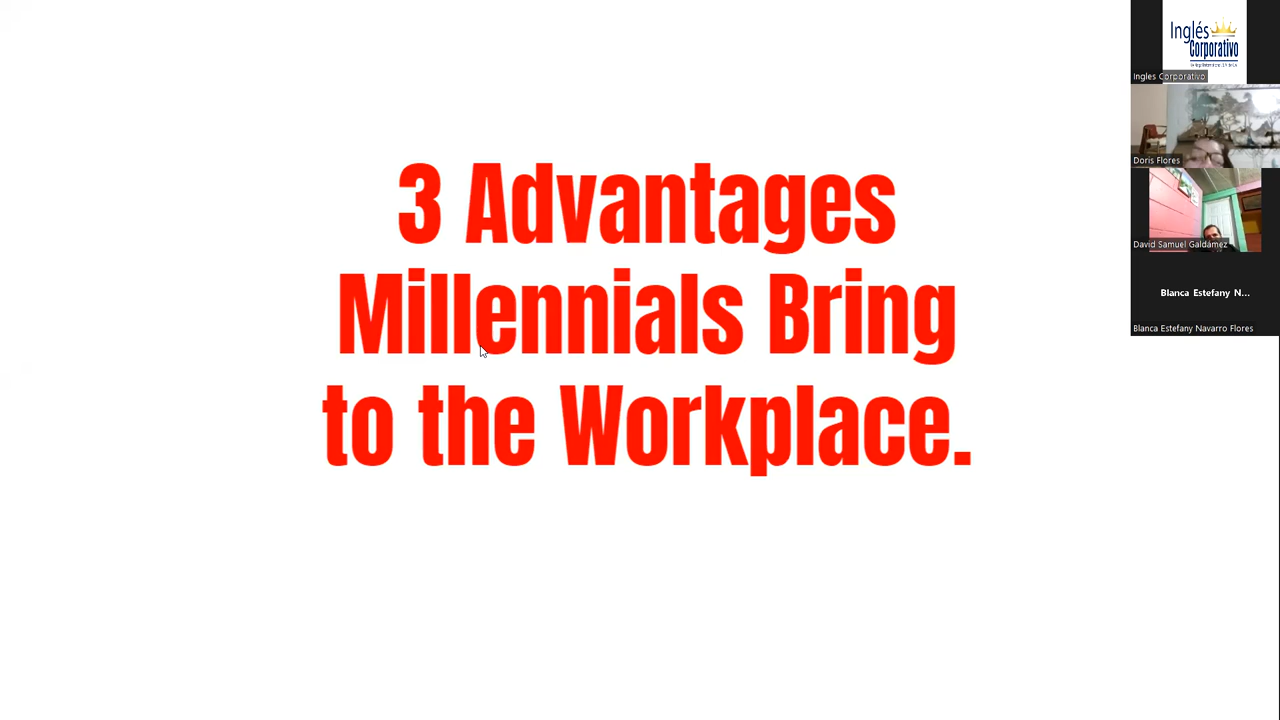 3 Advantages
Millennials Bring
to the Workplace.
Inglés
Corporativo
Ingles Corporativo
Doris Flores
David Samuel Galdámez
Blanca Estefany N...
Blanca Estefany Navarro Flores